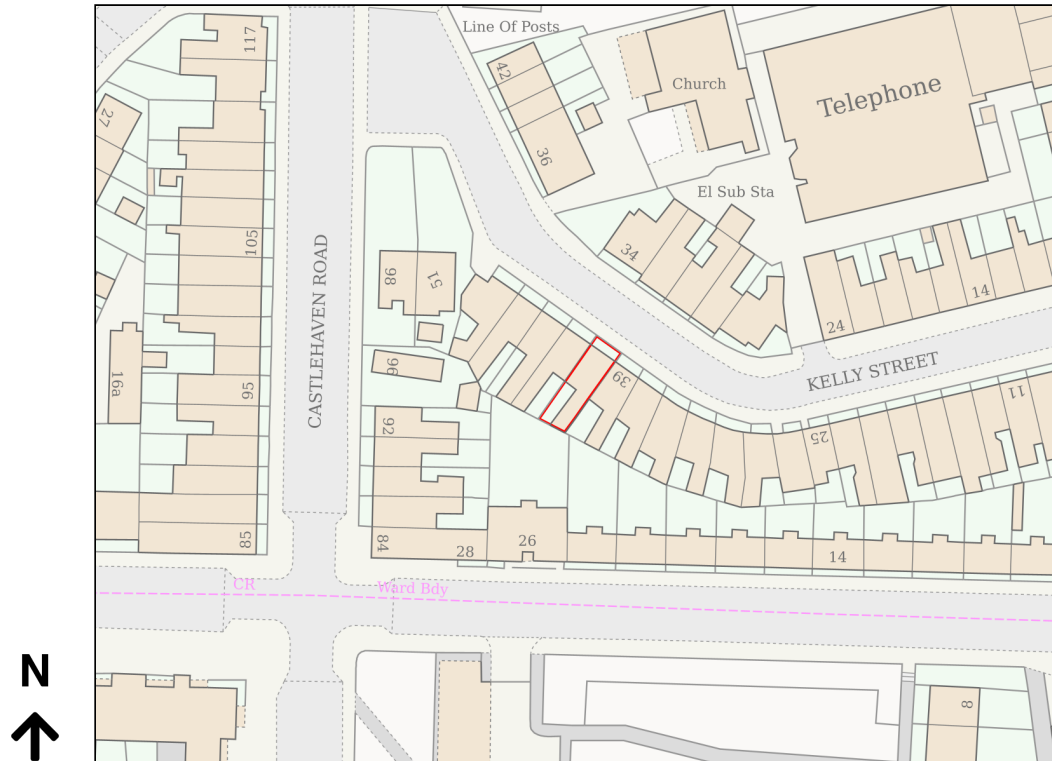 Line Of Posts
117
42
Church
Telephone
27
36
El Sub Sta
105
34
CASTLEHAVEN ROAD
98
51
14
24
96
KELLY STREET
16a
95
39
11
92
25
85
84
28
26
14
CR
Ward Bdy
N
8